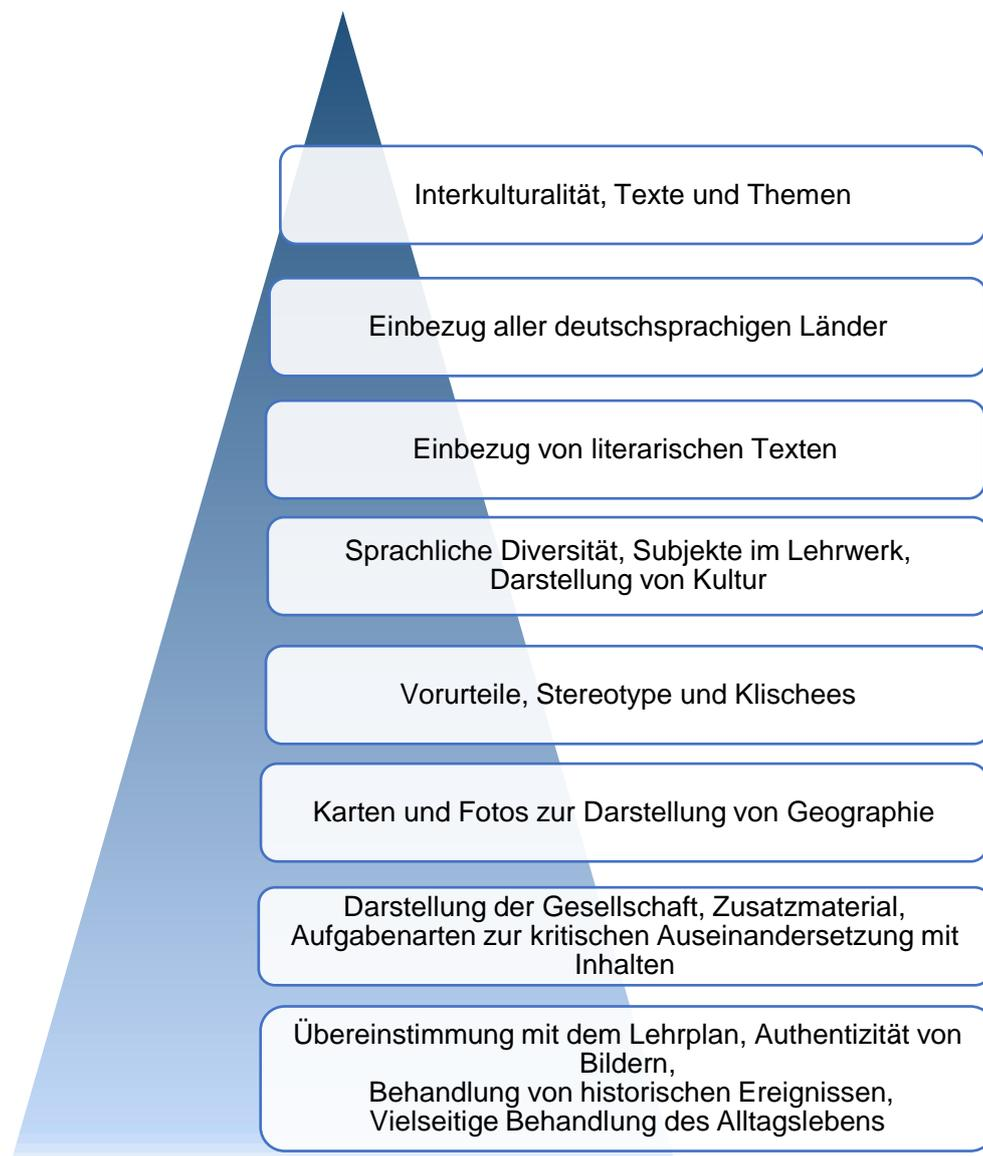 Interkulturalität, Texte und Themen
Einbezug aller deutschsprachigen Länder
Einbezug von literarischen Texten
Sprachliche Diversität, Subjekte im Lehrwerk,
Darstellung von Kultur
Vorurteile, Stereotype und Klischees
Karten und Fotos zur Darstellung von Geographie
Darstellung der Gesellschaft, Zusatzmaterial,
Aufgabenarten zur kritischen Auseinandersetzung mit
Inhalten
Übereinstimmung mit dem Lehrplan, Authentizität von
Bildern,
Behandlung von historischen Ereignissen,
Vielseitige Behandlung des Alltagslebens